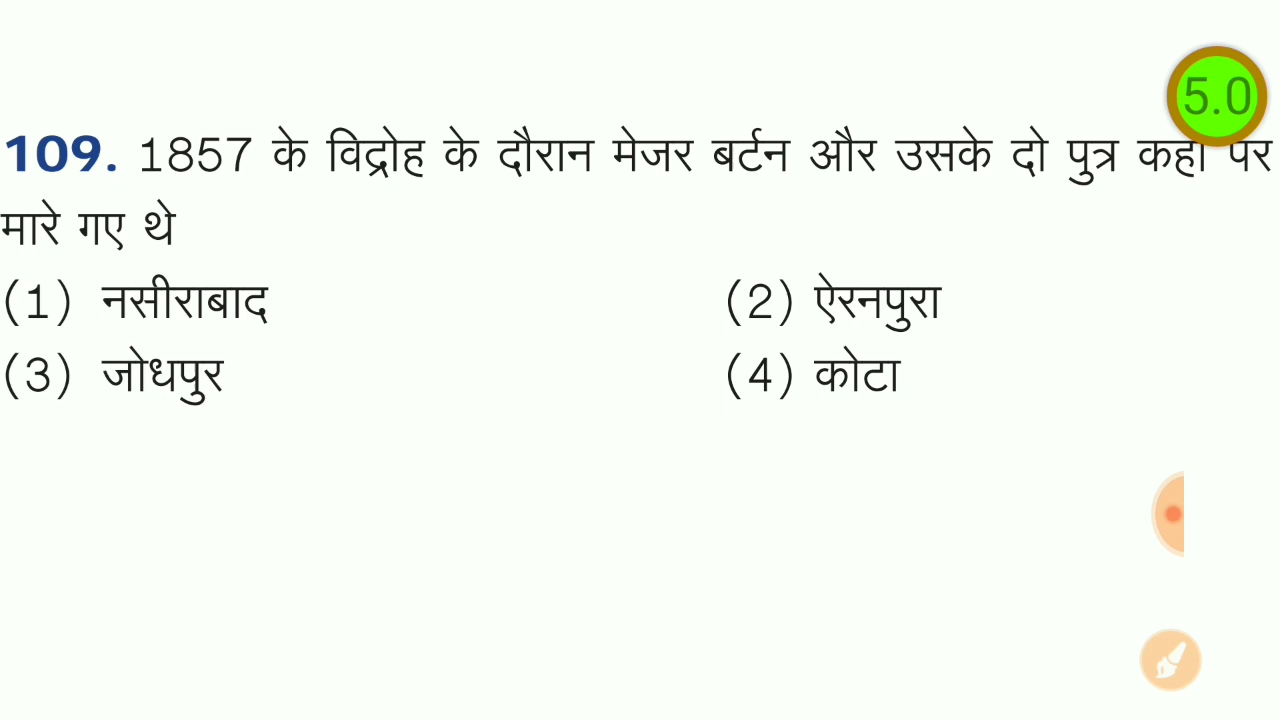 5.0
109. 1857 के विद्रोह के दौरान मेजर बर्टन और उसके दो पुत्र कहाँ पर
मारे गए थे
(1) नसीराबाद (2) ऐरनपुरा
(3) जोधपुर (4) कोटा